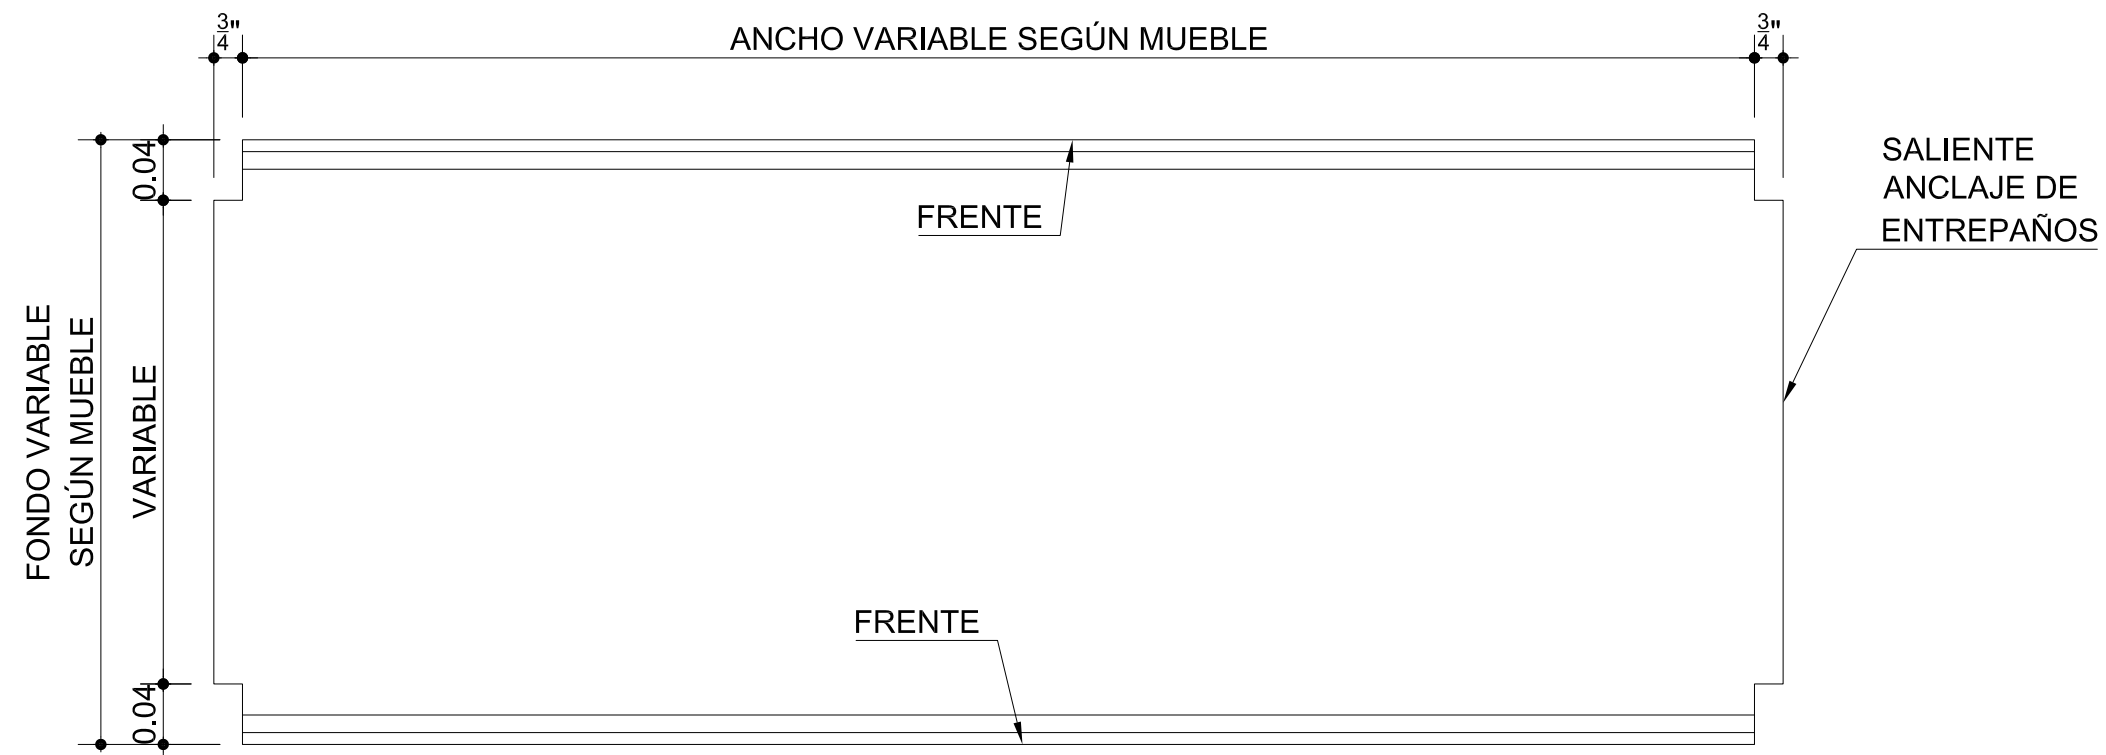 3/4"
ANCHO VARIABLE SEGÚN MUEBLE
3/4"
0.04
SALIENTE
ANCLAJE DE
ENTREPAÑOS
FRENTE
FONDO VARIABLE
SEGÚN MUEBLE
VARIABLE
FRENTE
0.04